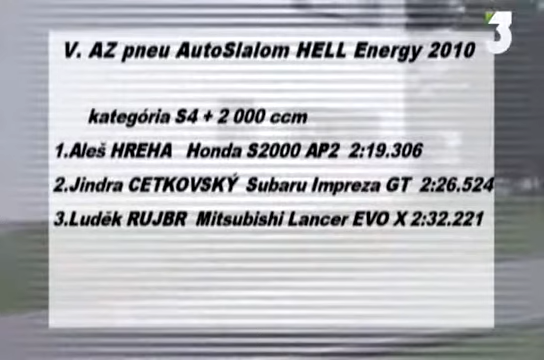 3
V. AZ pneu AutoSlalom HELL Energy 2010
kategória S4 + 2 000 ccm
1.Aleš HREHA Honda S2000 AP2 2:19.306
2.Jindra CETKOVSKÝ Subaru Impreza GT 2:26.524
3.Luděk RUJBR Mitsubishi Lancer EVO X 2:32.221